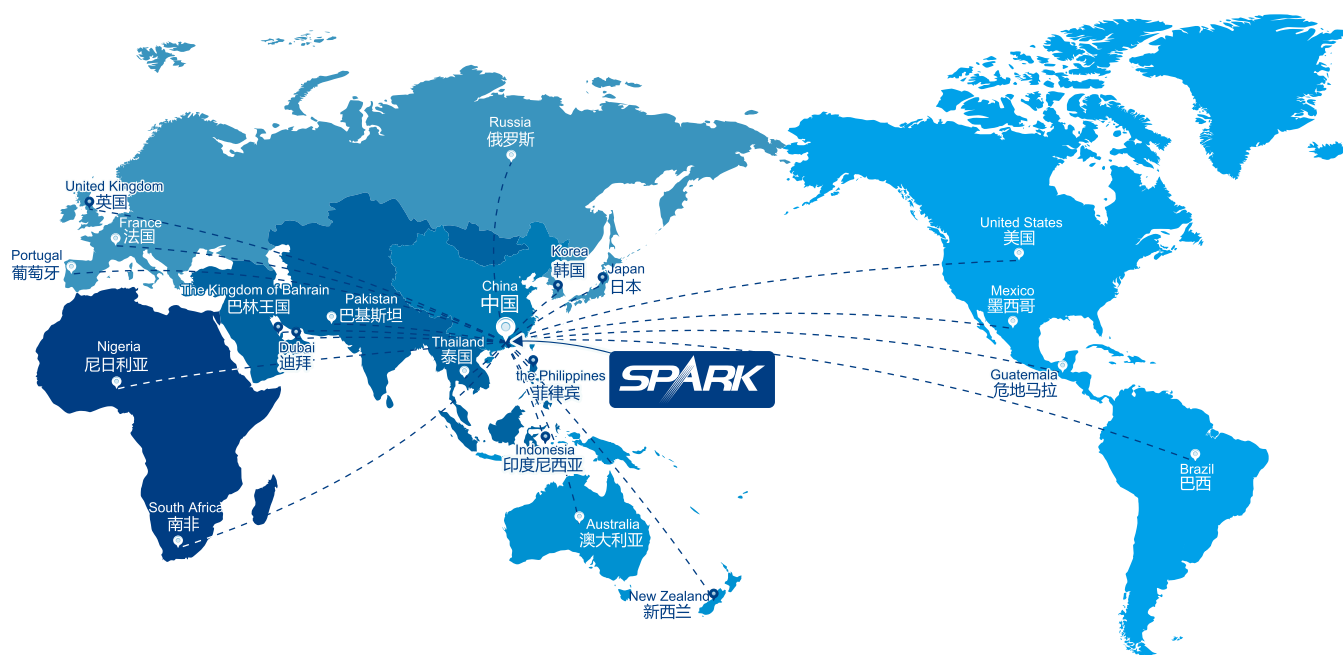 Russia
俄罗斯
United Kingdom
英国
France
法国
Portugal
葡萄牙
United States
美国
Korea
韩国
Japan
日本
China
中国
The Kingdom of Bahrain
巴林王国
Pakistan
巴基斯坦
Mexico
墨西哥
Nigeria
尼日利亚
Dubai
迪拜
Thailand
泰国
the Philippines
菲律宾
SPARK
Guatemala
危地马拉
Indonesia
印度尼西亚
Brazil
巴西
South Africa
南非
Australia
澳大利亚
New Zealand
新西兰